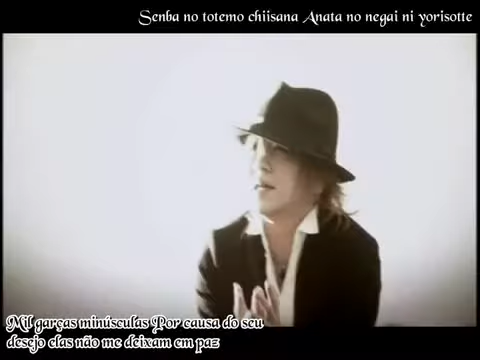 Senba no totemo chiisana Anata no negai ni yorisotte
Mil garças minúsculas Por causa do seu
desejo elas não me deixam em paz